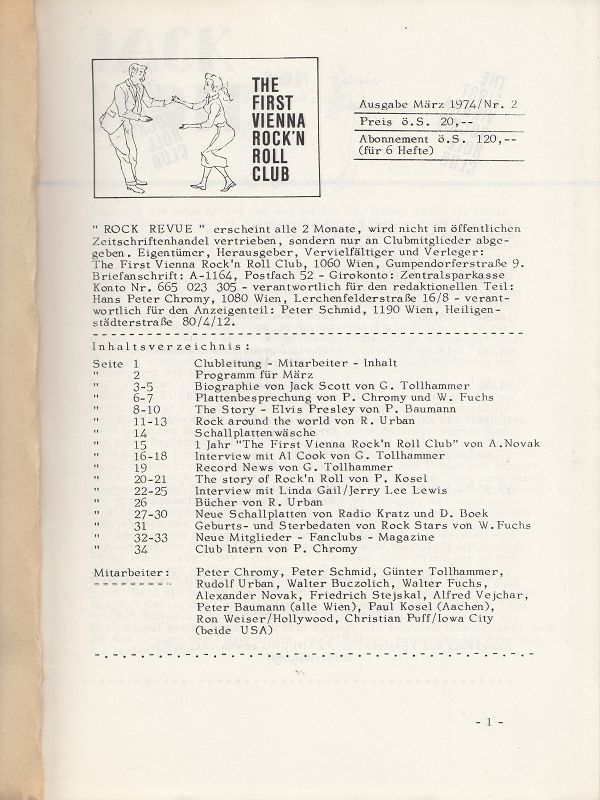 THE
FIRST
VIENNA
ROCK'N
ROLL
CLUB
Ausgabe März 1974/Nr. 2
Preis ö.S. 20,--
Abonnement ö.S. 120,--
(für 6 Hefte)
" ROCK REVUE " erscheint alle 2 Monate, wird nicht im öffentlichen
Zeitschriftenhandel vertrieben, sondern nur an Clubmitglieder abge-
geben. Eigentümer, Herausgeber, Vervielfältiger und Verleger:
The First Vienna Rock'n Roll Club, 1060 Wien, Gumpendorferstraße 9.
Briefanschrift: A-1164, Postfach 52 - Girokonto: Zentralsparkasse
Konto Nr. 665 023 305 - verantwortlich für den redaktionellen Teil:
Hans Peter Chromy, 1080 Wien, Lerchenfelderstraße 16/8 - verant-
wortlich für den Anzeigenteil: Peter Schmid, 1190 Wien, Heiligen-
städterstraße 80/4/12.
Inhaltsverzeichnis:
Seite 1 Clubleitung - Mitarbeiter - Inhalt
" 2 Programm für März
" 3-5 Biographie von Jack Scott von G. Tollhammer
" 6-7 Plattenbesprechung von P. Chromy und W. Fuchs
" 8-10 The Story - Elvis Presley von P. Baumann
" 11-13 Rock around the world von R. Urban
" 14 Schallplattenwäsche
" 15 1 Jahr "The First Vienna Rock'n Roll Club" von A.Novak
" 16-18 Interview mit Al Cook von G. Tollhammer
" 19 Record News von G. Tollhammer
" 20-21 The story of Rock'n Roll von P. Kosel
" 22-25 Interview mit Linda Gail/Jerry Lee Lewis
" 26 Bücher von R. Urban
" 27-30 Neue Schallplatten von Radio Kratz und D. Boek
" 31 Geburts- und Sterbedaten von Rock Stars von W.Fuchs
" 32-33 Neue Mitglieder - Fanclubs - Magazine
" 34 Club Intern von P. Chromy
Mitarbeiter: Peter Chromy, Peter Schmid, Günter Tollhammer,
Rudolf Urban, Walter Buczolich, Walter Fuchs,
Alexander Novak, Friedrich Stejskal, Alfred Vejchar,
Peter Baumann (alle Wien), Paul Kosel (Aachen),
Ron Weiser/Hollywood, Christian Puff/Iowa City
(beide USA)
- 1 -